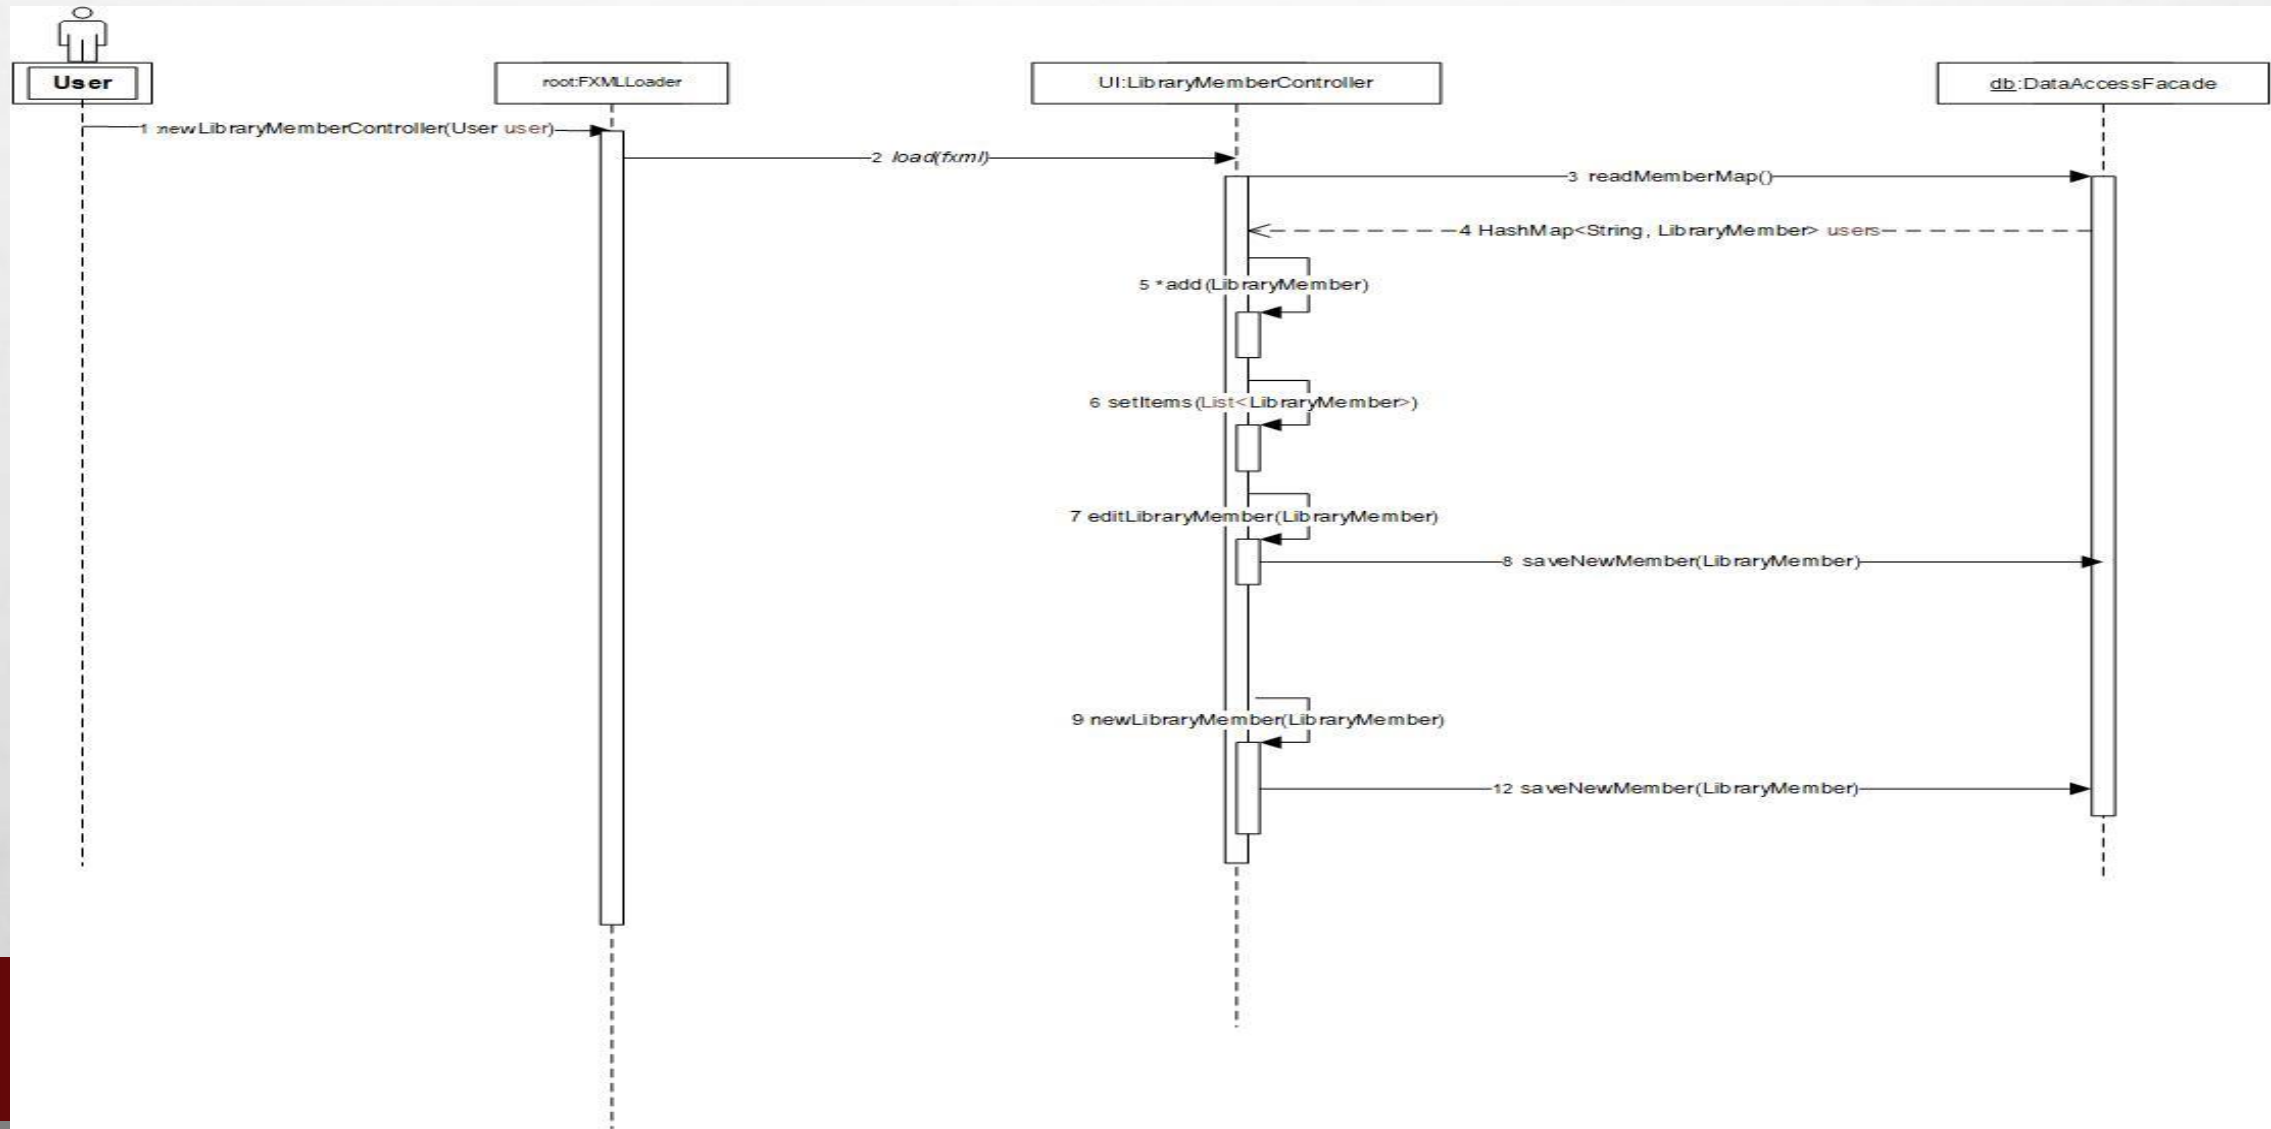 User
root:FXMLLoader
UI:LibraryMemberController
db:DataAccessFacade
1 newLibraryMemberController(User user)
2 load(fxml)
3 readMemberMap()
4 HashMap<String, LibraryMember> users
5 *add(LibraryMember)
6 setItems(List<LibraryMember>)
7 editLibraryMember(LibraryMember)
8 saveNewMember(LibraryMember)
9 newLibraryMember(LibraryMember)
12 saveNewMember(LibraryMember)